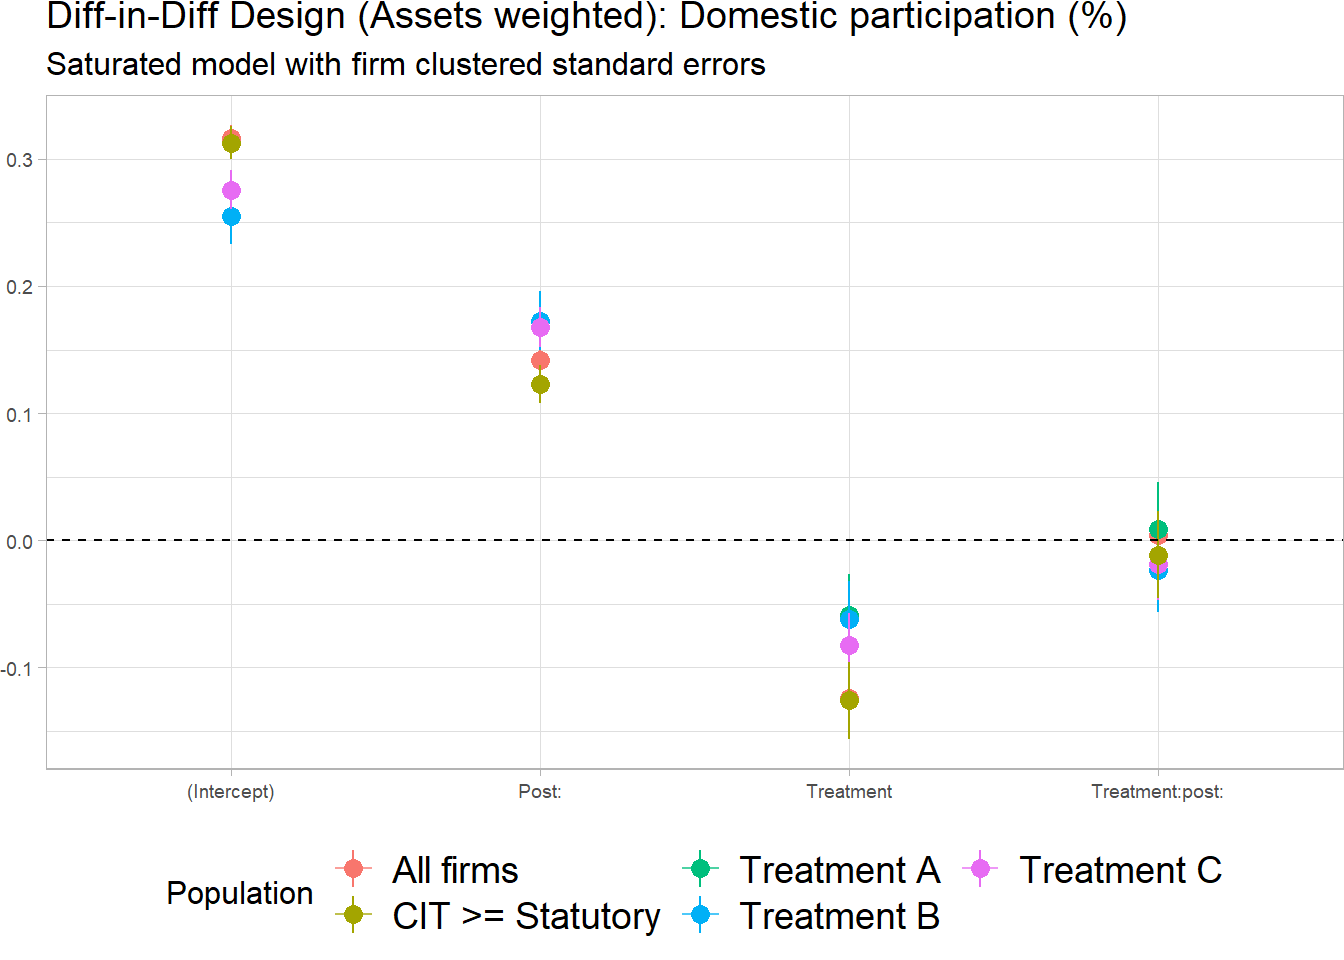 Diff-in-Diff Design (Assets weighted): Domestic participation (%)
Saturated model with firm clustered standard errors
0.3
0.2
0.1
0.0
-0.1
(Intercept)
Post:
Treatment
Treatment:post:
Population
All firms
Treatment A
Treatment C
CIT >= Statutory
Treatment B